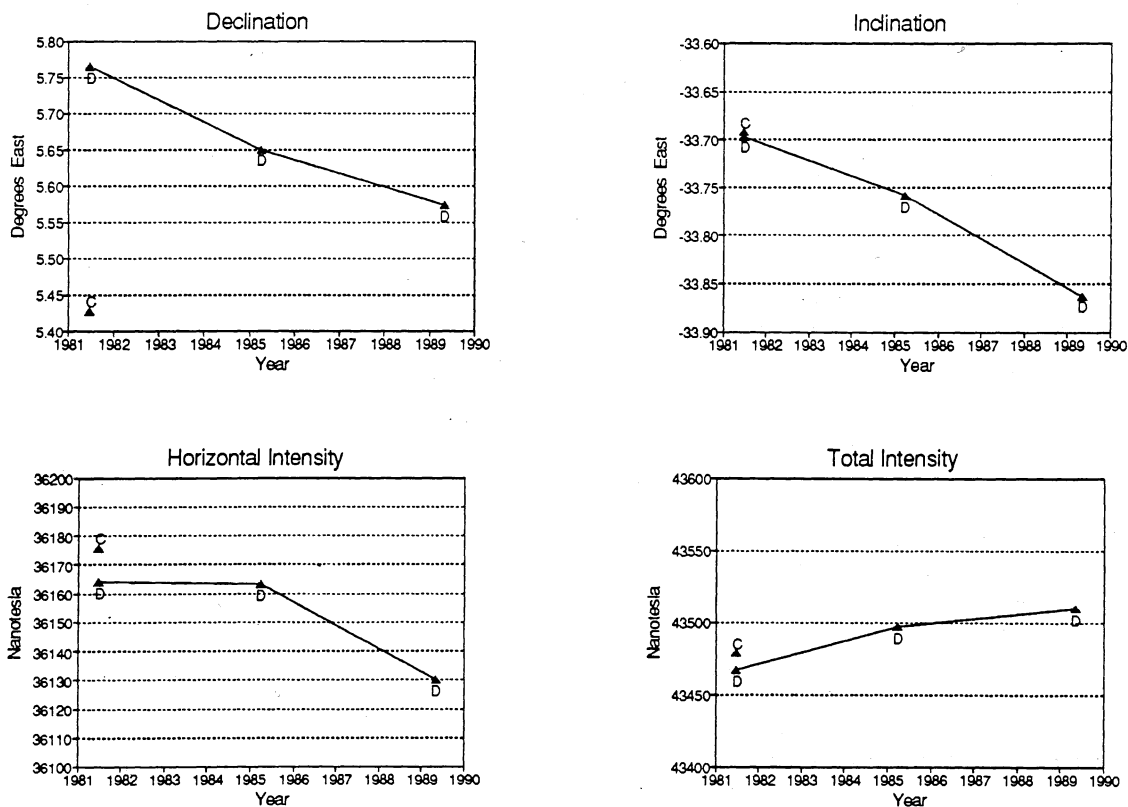 Declination
5.80
5.75
5.70
5.65
5.60
5.55
5.50
5.45
5.40
Degrees East
D
D
D
C
1981 1982 1983 1984 1985 1986 1987 1988 1989 1990
Year
Inclination
-33.60
-33.65
-33.70
-33.75
-33.80
-33.85
-33.90
Degrees East
C
D
D
D
1981 1982 1983 1984 1985 1986 1987 1988 1989 1990
Year
Horizontal Intensity
36200
36190
36180
36170
36160
36150
36140
36130
36120
36110
36100
Nanotesla
C
D
D
D
1981 1982 1983 1984 1985 1986 1987 1988 1989 1990
Year
Total Intensity
43600
43550
43500
43450
43400
Nanotesla
C
D
D
D
1981 1982 1983 1984 1985 1986 1987 1988 1989 1990
Year